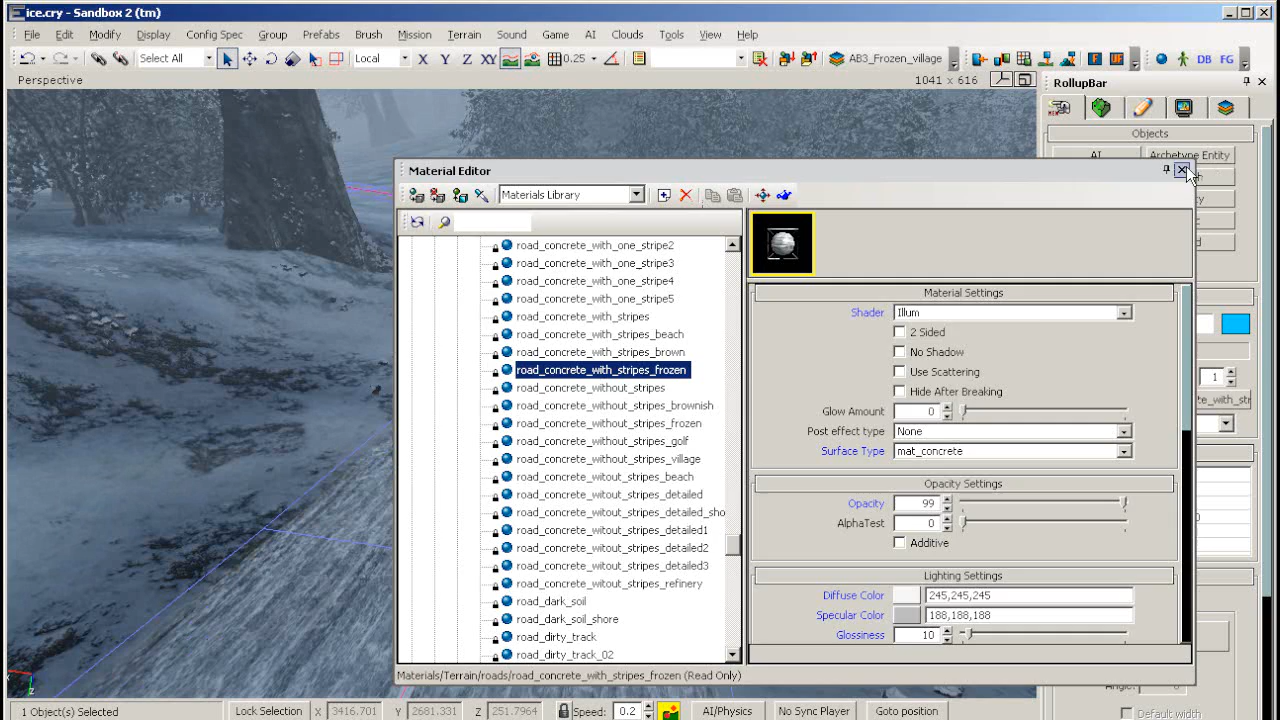 ice.cry - Sandbox 2 (tm)
File Edit Modify Display Config Spec Group Prefabs Brush Mission Terrain Sound Game AI Clouds Tools View Help
Select All Local X Y Z XY 0.25 AB3_Frozen_village DB FG
Perspective 1041 x 616
RollupBar
Objects
AI Archetype Entity
Material Editor
Materials Library
road_concrete_with_one_stripe2
road_concrete_with_one_stripe3
road_concrete_with_one_stripe4
road_concrete_with_one_stripe5
road_concrete_with_stripes
road_concrete_with_stripes_beach
road_concrete_with_stripes_brown
road_concrete_with_stripes_frozen
road_concrete_without_stripes
road_concrete_without_stripes_brownish
road_concrete_without_stripes_frozen
road_concrete_without_stripes_golf
road_concrete_without_stripes_village
road_concrete_witout_stripes_beach
road_concrete_witout_stripes_detailed
road_concrete_witout_stripes_detailed_sho
road_concrete_witout_stripes_detailed1
road_concrete_witout_stripes_detailed2
road_concrete_witout_stripes_detailed3
road_concrete_witout_stripes_refinery
road_dark_soil
road_dark_soil_shore
road_dirty_track
road_dirty_track_02
Material Settings
Shader Illum
2 Sided
No Shadow
Use Scattering
Hide After Breaking
Glow Amount 0
Post effect type None
Surface Type mat_concrete
Opacity Settings
Opacity 99
AlphaTest 0
Additive
Lighting Settings
Diffuse Color 245,245,245
Specular Color 188,188,188
Glossiness 10
Materials/Terrain/roads/road_concrete_with_stripes_frozen (Read Only)
1
te_with_str
0
Angle: 0
Default width
1 Object(s) Selected Lock Selection X 3416.701 Y 2681.331 Z 251.7964 Speed: 0.2 AI/Physics No Sync Player Goto position